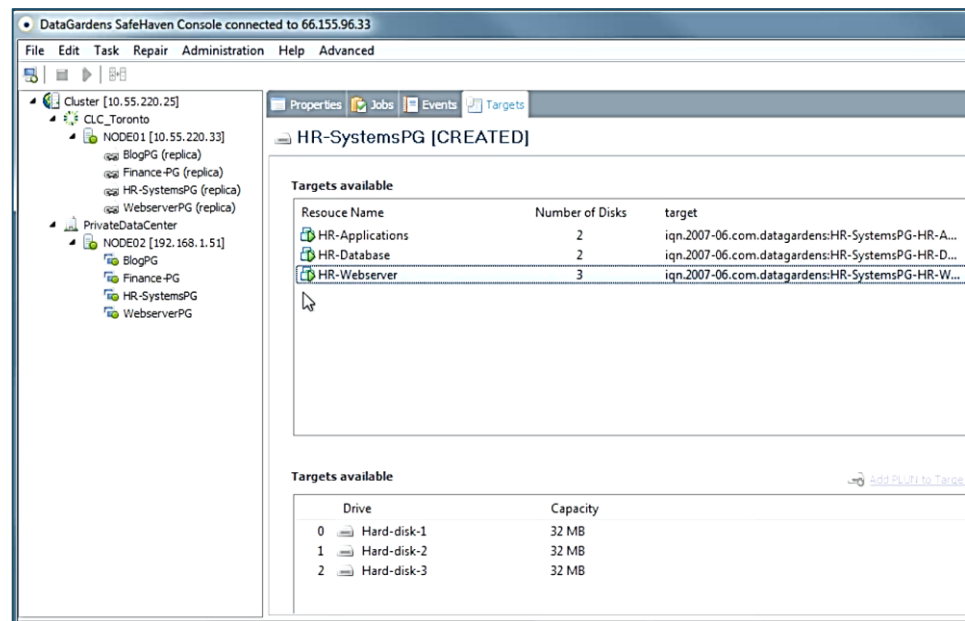 DataGardens SafeHaven Console connected to 66.155.96.33
File Edit Task Repair Administration Help Advanced
Cluster [10.55.220.25]
CLC_Toronto
NODE01 [10.55.220.33]
BlogPG (replica)
Finance-PG (replica)
HR-SystemsPG (replica)
WebserverPG (replica)
PrivateDataCenter
NODE02 [192.168.1.51]
BlogPG
Finance-PG
HR-SystemsPG
WebserverPG
Properties Jobs Events Targets
HR-SystemsPG [CREATED]
Targets available
Resouce Name Number of Disks target
HR-Applications 2 iqn.2007-06.com.datagardens:HR-SystemsPG-HR-A...
HR-Database 2 iqn.2007-06.com.datagardens:HR-SystemsPG-HR-D...
HR-Webserver 3 iqn.2007-06.com.datagardens:HR-SystemsPG-HR-W...
Targets available
Add PLUN to Targe
Drive Capacity
0 Hard-disk-1 32 MB
1 Hard-disk-2 32 MB
2 Hard-disk-3 32 MB